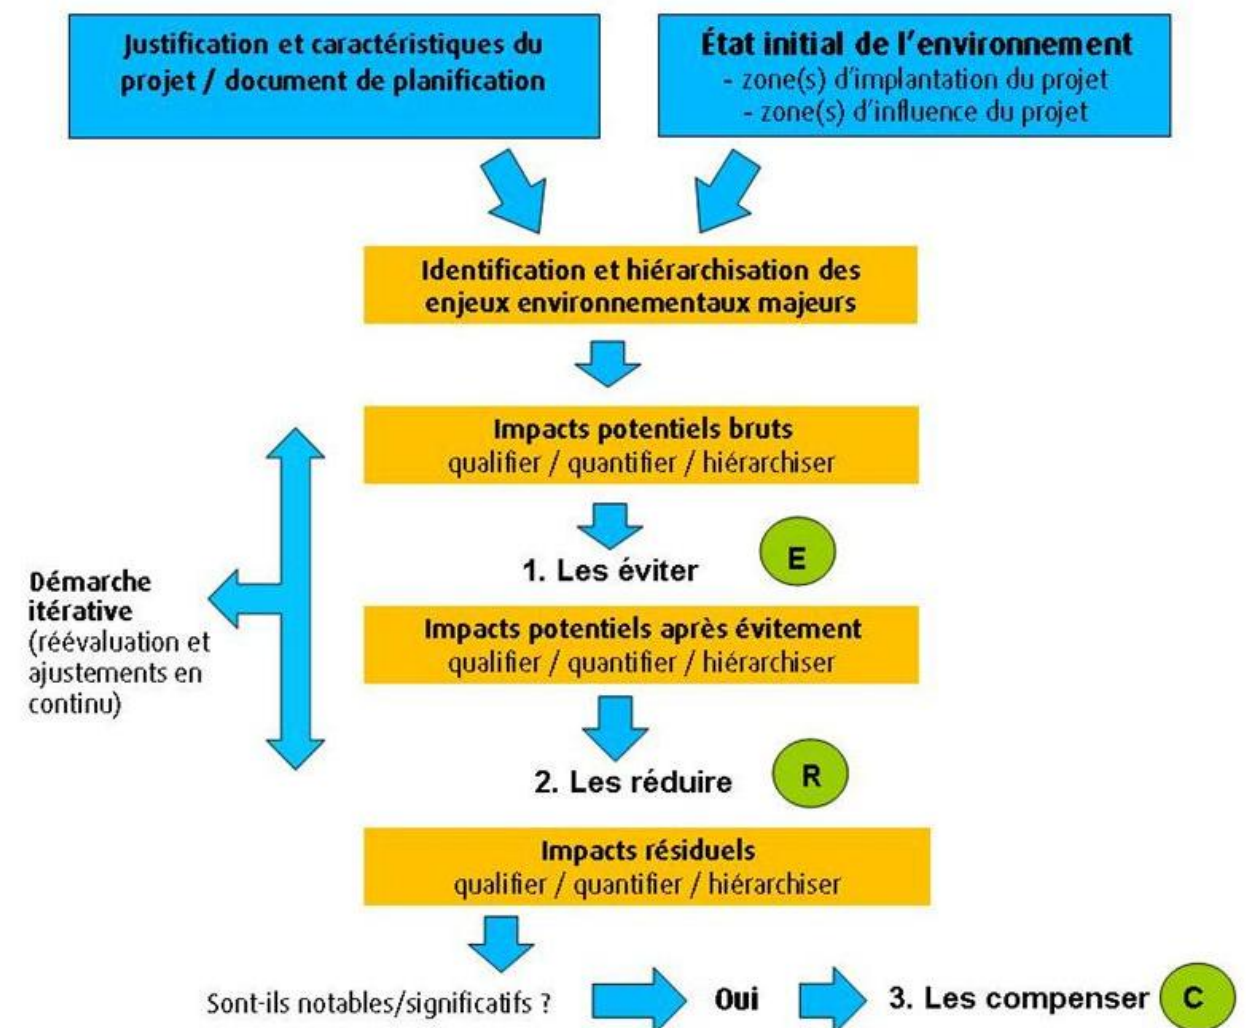 Justification et caractéristiques du
projet / document de planification
État initial de l'environnement
- zone(s) d'implantation du projet
- zone(s) d'influence du projet
Identification et hiérarchisation des
enjeux environnementaux majeurs
Impacts potentiels bruts
qualifier / quantifier / hiérarchiser
1. Les éviter
E
Démarche
itérative
(réévaluation et
ajustements en
continu)
Impacts potentiels après évitement
qualifier / quantifier / hiérarchiser
2. Les réduire
R
Impacts résiduels
qualifier / quantifier / hiérarchiser
Sont-ils notables/significatifs ?
Oui
3. Les compenser
C